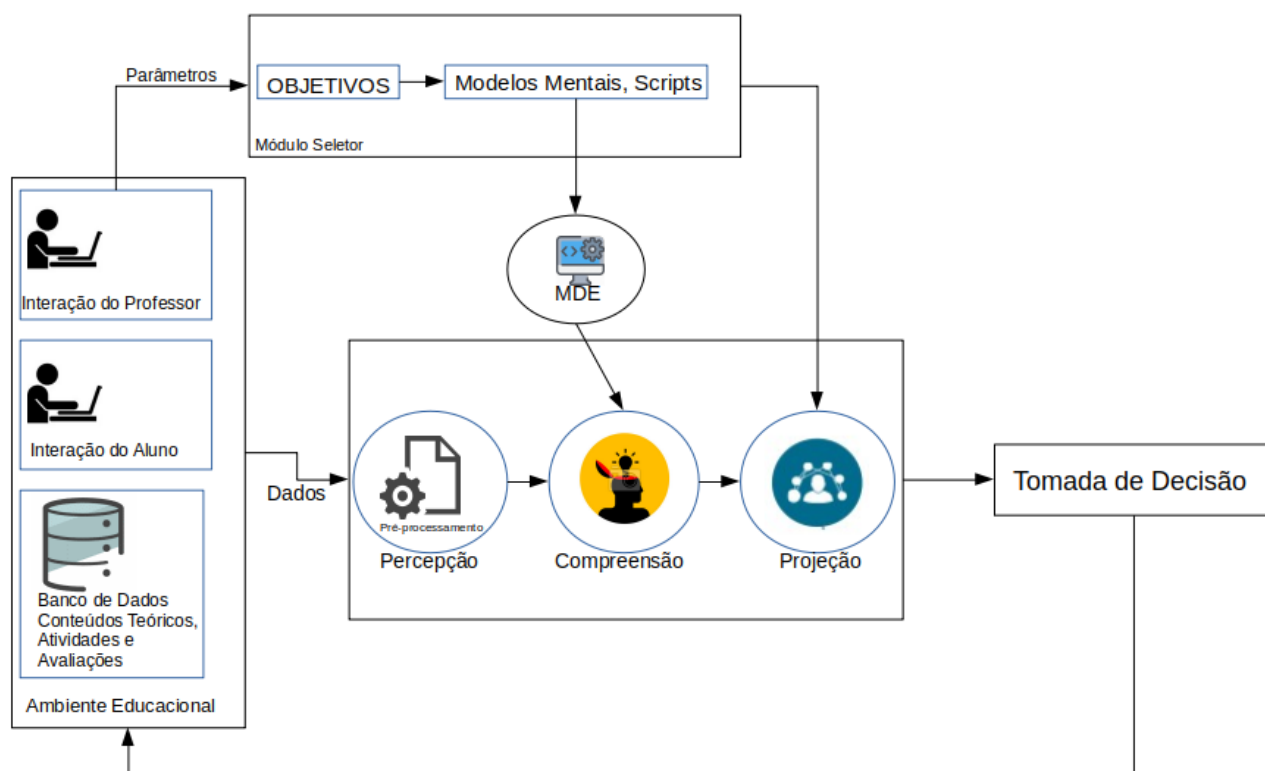 Parâmetros
OBJETIVOS
Modelos Mentais, Scripts
Módulo Seletor
MDE
Interação do Professor
Interação do Aluno
Banco de Dados
Conteúdos Teóricos,
Atividades e
Avaliações
Ambiente Educacional
Dados
Pré-processamento
Percepção
Compreensão
Projeção
Tomada de Decisão